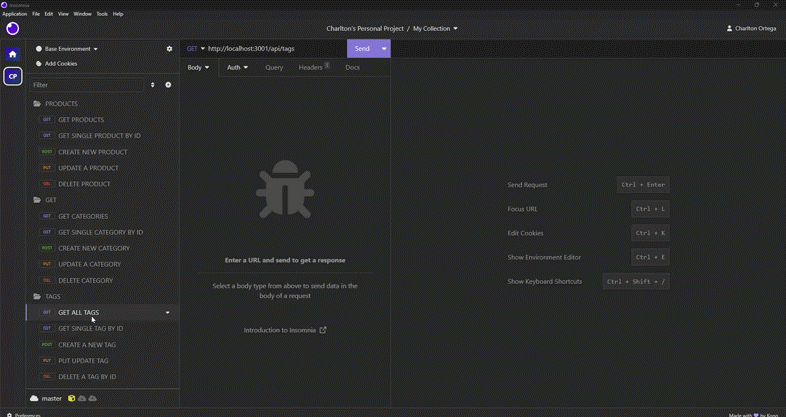 Insomnia
Application File Edit View Window Tools Help
Charlton's Personal Project / My Collection
Charlton Ortega
Base Environment
GET http://localhost:3001/api/tags
Send
Add Cookies
Body Auth Query Headers 3 Docs
CP
Filter
PRODUCTS
GET GET PRODUCTS
GET GET SINGLE PRODUCT BY ID
POST CREATE NEW PRODUCT
PUT UPDATE A PRODUCT
DEL DELETE PRODUCT
GET
GET GET CATEGORIES
GET GET SINGLE CATEGORY BY ID
POST CREATE NEW CATEGORY
PUT UPDATE A CATEGORY
DEL DELETE CATEGORY
TAGS
GET GET ALL TAGS
GET GET SINGLE TAG BY ID
POST CREATE A NEW TAG
PUT PUT UPDATE TAG
DEL DELETE A TAG BY ID
Enter a URL and send to get a response
Select a body type from above to send data in the
body of a request
Introduction to Insomnia
Send Request Ctrl + Enter
Focus URL Ctrl + L
Edit Cookies Ctrl + K
Show Environment Editor Ctrl + E
Show Keyboard Shortcuts Ctrl + Shift + /
master
Preferences
Made with by Kong